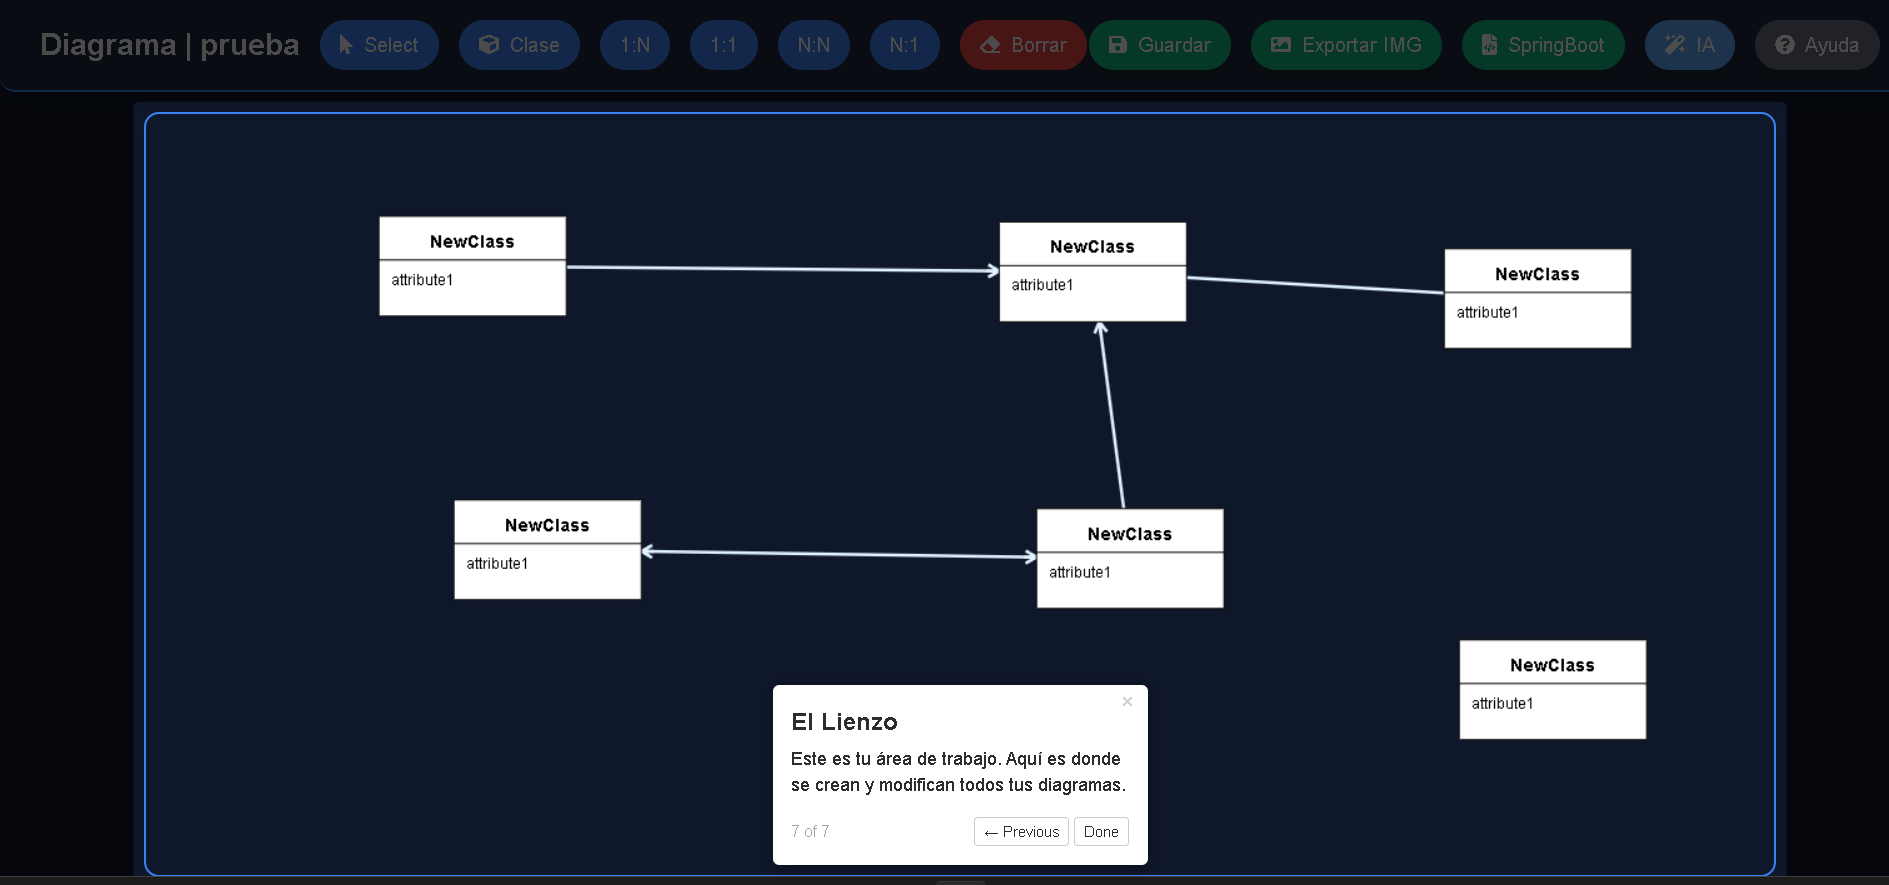 Diagrama | prueba Select Clase 1:N 1:1 N:N N:1 Borrar Guardar Exportar IMG SpringBoot IA Ayuda
NewClass
attribute1
NewClass
attribute1
NewClass
attribute1
NewClass
attribute1
NewClass
attribute1
NewClass
attribute1
×
El Lienzo
Este es tu área de trabajo. Aquí es donde
se crean y modifican todos tus diagramas.
7 of 7 ← Previous Done